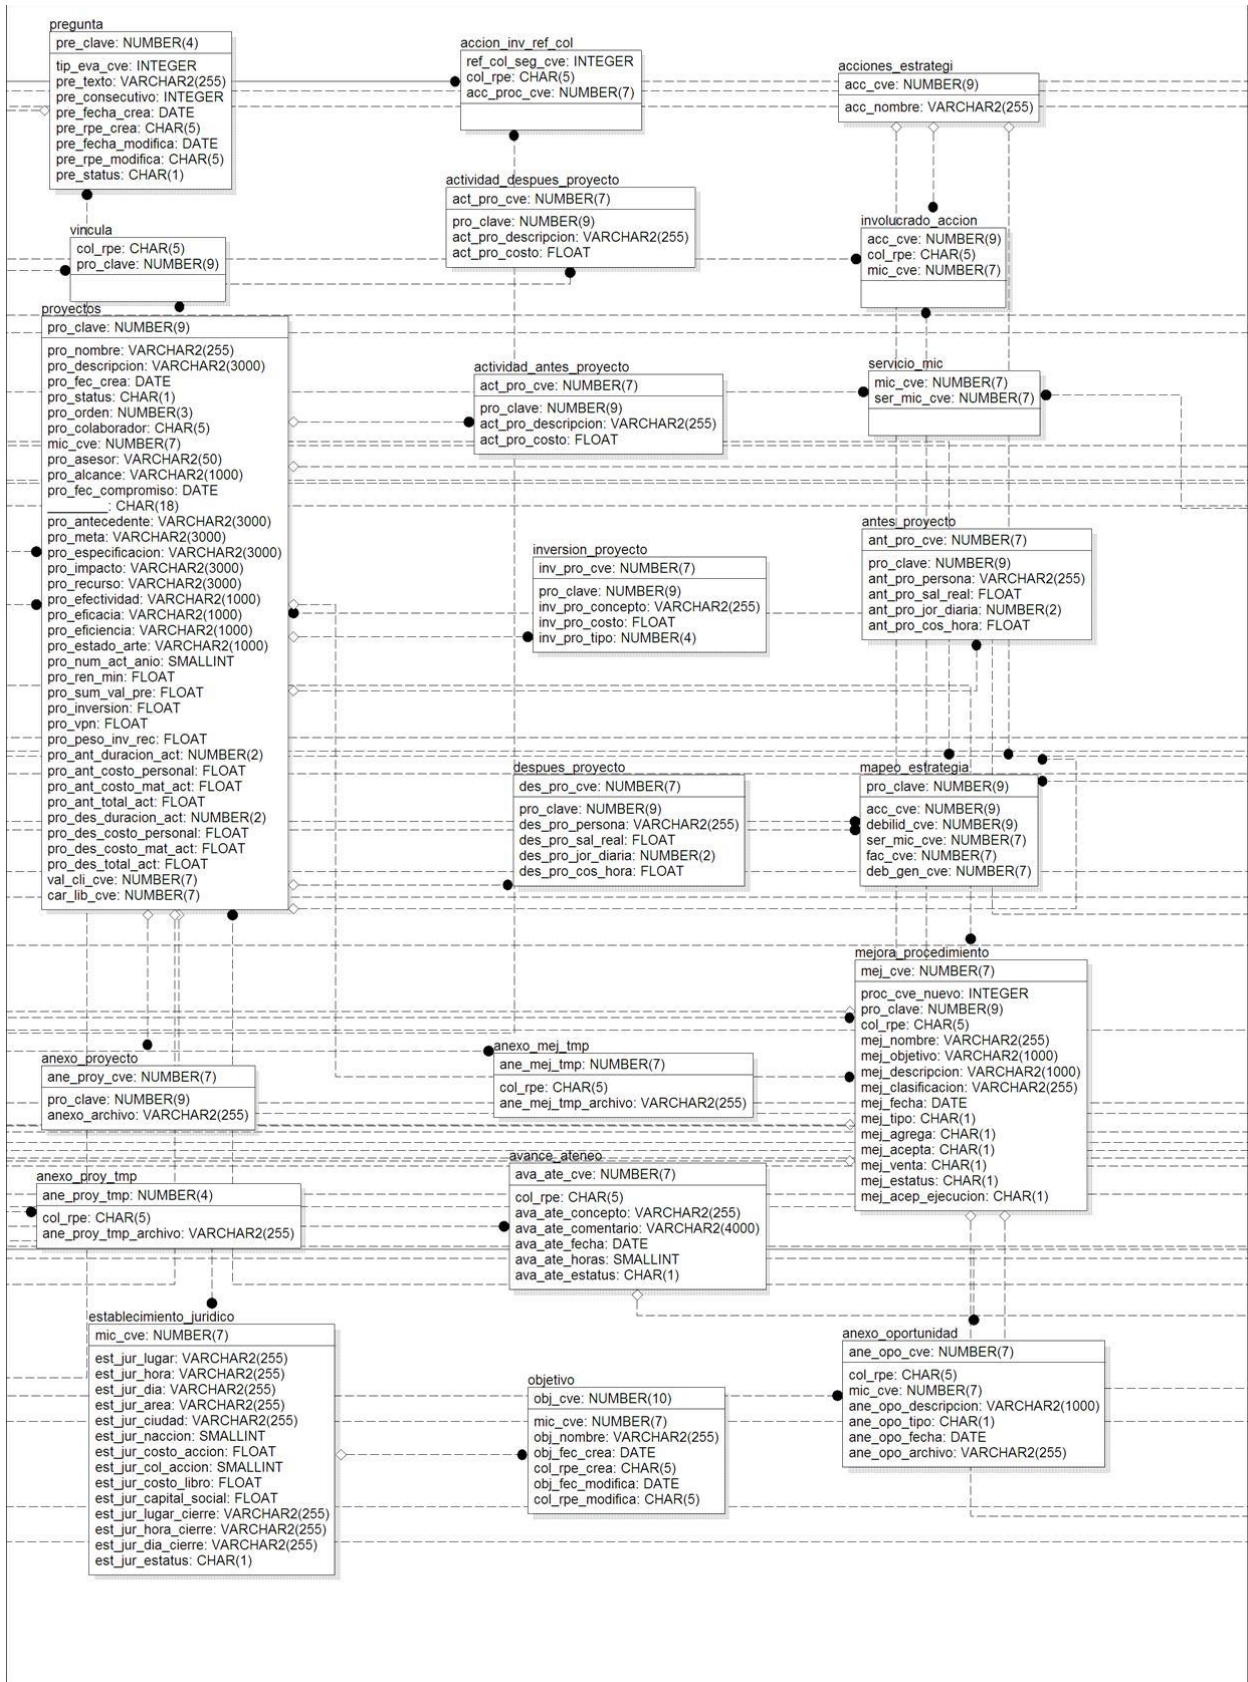 pregunta
pre_clave: NUMBER(4)
tip_eva_cve: INTEGER
pre_texto: VARCHAR2(255)
pre_consecutivo: INTEGER
pre_fecha_crea: DATE
pre_rpe_crea: CHAR(5)
pre_fecha_modifica: DATE
pre_rpe_modifica: CHAR(5)
pre_status: CHAR(1)
accion_inv_ref_col
ref_col_seg_cve: INTEGER
col_rpe: CHAR(5)
acc_proc_cve: NUMBER(7)
acciones_estrategi
acc_cve: NUMBER(9)
acc_nombre: VARCHAR2(255)
actividad_despues_proyecto
act_pro_cve: NUMBER(7)
pro_clave: NUMBER(9)
act_pro_descripcion: VARCHAR2(255)
act_pro_costo: FLOAT
vincula
col_rpe: CHAR(5)
pro_clave: NUMBER(9)
involucrado_accion
acc_cve: NUMBER(9)
col_rpe: CHAR(5)
mic_cve: NUMBER(7)
proyectos
pro_clave: NUMBER(9)
pro_nombre: VARCHAR2(255)
pro_descripcion: VARCHAR2(3000)
pro_fec_crea: DATE
pro_status: CHAR(1)
pro_orden: NUMBER(3)
pro_colaborador: CHAR(5)
mic_cve: NUMBER(7)
pro_asesor: VARCHAR2(50)
pro_alcance: VARCHAR2(1000)
pro_fec_compromiso: DATE
________: CHAR(18)
pro_antecedente: VARCHAR2(3000)
pro_meta: VARCHAR2(3000)
pro_especificacion: VARCHAR2(3000)
pro_impacto: VARCHAR2(3000)
pro_recurso: VARCHAR2(3000)
pro_efectividad: VARCHAR2(1000)
pro_eficacia: VARCHAR2(1000)
pro_eficiencia: VARCHAR2(1000)
pro_estado_arte: VARCHAR2(1000)
pro_num_act_anio: SMALLINT
pro_ren_min: FLOAT
pro_sum_val_pre: FLOAT
pro_inversion: FLOAT
pro_vpn: FLOAT
pro_peso_inv_rec: FLOAT
pro_ant_duracion_act: NUMBER(2)
pro_ant_costo_personal: FLOAT
pro_ant_costo_mat_act: FLOAT
pro_ant_total_act: FLOAT
pro_des_duracion_act: NUMBER(2)
pro_des_costo_personal: FLOAT
pro_des_costo_mat_act: FLOAT
pro_des_total_act: FLOAT
val_cli_cve: NUMBER(7)
car_lib_cve: NUMBER(7)
actividad_antes_proyecto
act_pro_cve: NUMBER(7)
pro_clave: NUMBER(9)
act_pro_descripcion: VARCHAR2(255)
act_pro_costo: FLOAT
servicio_mic
mic_cve: NUMBER(7)
ser_mic_cve: NUMBER(7)
inversion_proyecto
inv_pro_cve: NUMBER(7)
pro_clave: NUMBER(9)
inv_pro_concepto: VARCHAR2(255)
inv_pro_costo: FLOAT
inv_pro_tipo: NUMBER(4)
antes_proyecto
ant_pro_cve: NUMBER(7)
pro_clave: NUMBER(9)
ant_pro_persona: VARCHAR2(255)
ant_pro_sal_real: FLOAT
ant_pro_jor_diaria: NUMBER(2)
ant_pro_cos_hora: FLOAT
despues_proyecto
des_pro_cve: NUMBER(7)
pro_clave: NUMBER(9)
des_pro_persona: VARCHAR2(255)
des_pro_sal_real: FLOAT
des_pro_jor_diaria: NUMBER(2)
des_pro_cos_hora: FLOAT
mapeo_estrategia
pro_clave: NUMBER(9)
acc_cve: NUMBER(9)
debilid_cve: NUMBER(9)
ser_mic_cve: NUMBER(7)
fac_cve: NUMBER(7)
deb_gen_cve: NUMBER(7)
mejora_procedimiento
mej_cve: NUMBER(7)
proc_cve_nuevo: INTEGER
pro_clave: NUMBER(9)
col_rpe: CHAR(5)
mej_nombre: VARCHAR2(255)
mej_objetivo: VARCHAR2(1000)
mej_descripcion: VARCHAR2(1000)
mej_clasificacion: VARCHAR2(255)
mej_fecha: DATE
mej_tipo: CHAR(1)
mej_agrega: CHAR(1)
mej_acepta: CHAR(1)
mej_venta: CHAR(1)
mej_estatus: CHAR(1)
mej_acep_ejecucion: CHAR(1)
anexo_proyecto
ane_proy_cve: NUMBER(7)
pro_clave: NUMBER(9)
anexo_archivo: VARCHAR2(255)
anexo_mej_tmp
ane_mej_tmp: NUMBER(7)
col_rpe: CHAR(5)
ane_mej_tmp_archivo: VARCHAR2(255)
anexo_proy_tmp
ane_proy_tmp: NUMBER(4)
col_rpe: CHAR(5)
ane_proy_tmp_archivo: VARCHAR2(255)
avance_ateneo
ava_ate_cve: NUMBER(7)
col_rpe: CHAR(5)
ava_ate_concepto: VARCHAR2(255)
ava_ate_comentario: VARCHAR2(4000)
ava_ate_fecha: DATE
ava_ate_horas: SMALLINT
ava_ate_estatus: CHAR(1)
establecimiento_juridico
mic_cve: NUMBER(7)
est_jur_lugar: VARCHAR2(255)
est_jur_hora: VARCHAR2(255)
est_jur_dia: VARCHAR2(255)
est_jur_area: VARCHAR2(255)
est_jur_ciudad: VARCHAR2(255)
est_jur_naccion: SMALLINT
est_jur_costo_accion: FLOAT
est_jur_col_accion: SMALLINT
est_jur_costo_libro: FLOAT
est_jur_capital_social: FLOAT
est_jur_lugar_cierre: VARCHAR2(255)
est_jur_hora_cierre: VARCHAR2(255)
est_jur_dia_cierre: VARCHAR2(255)
est_jur_estatus: CHAR(1)
objetivo
obj_cve: NUMBER(10)
mic_cve: NUMBER(7)
obj_nombre: VARCHAR2(255)
obj_fec_crea: DATE
col_rpe_crea: CHAR(5)
obj_fec_modifica: DATE
col_rpe_modifica: CHAR(5)
anexo_oportunidad
ane_opo_cve: NUMBER(7)
col_rpe: CHAR(5)
mic_cve: NUMBER(7)
ane_opo_descripcion: VARCHAR2(1000)
ane_opo_tipo: CHAR(1)
ane_opo_fecha: DATE
ane_opo_archivo: VARCHAR2(255)